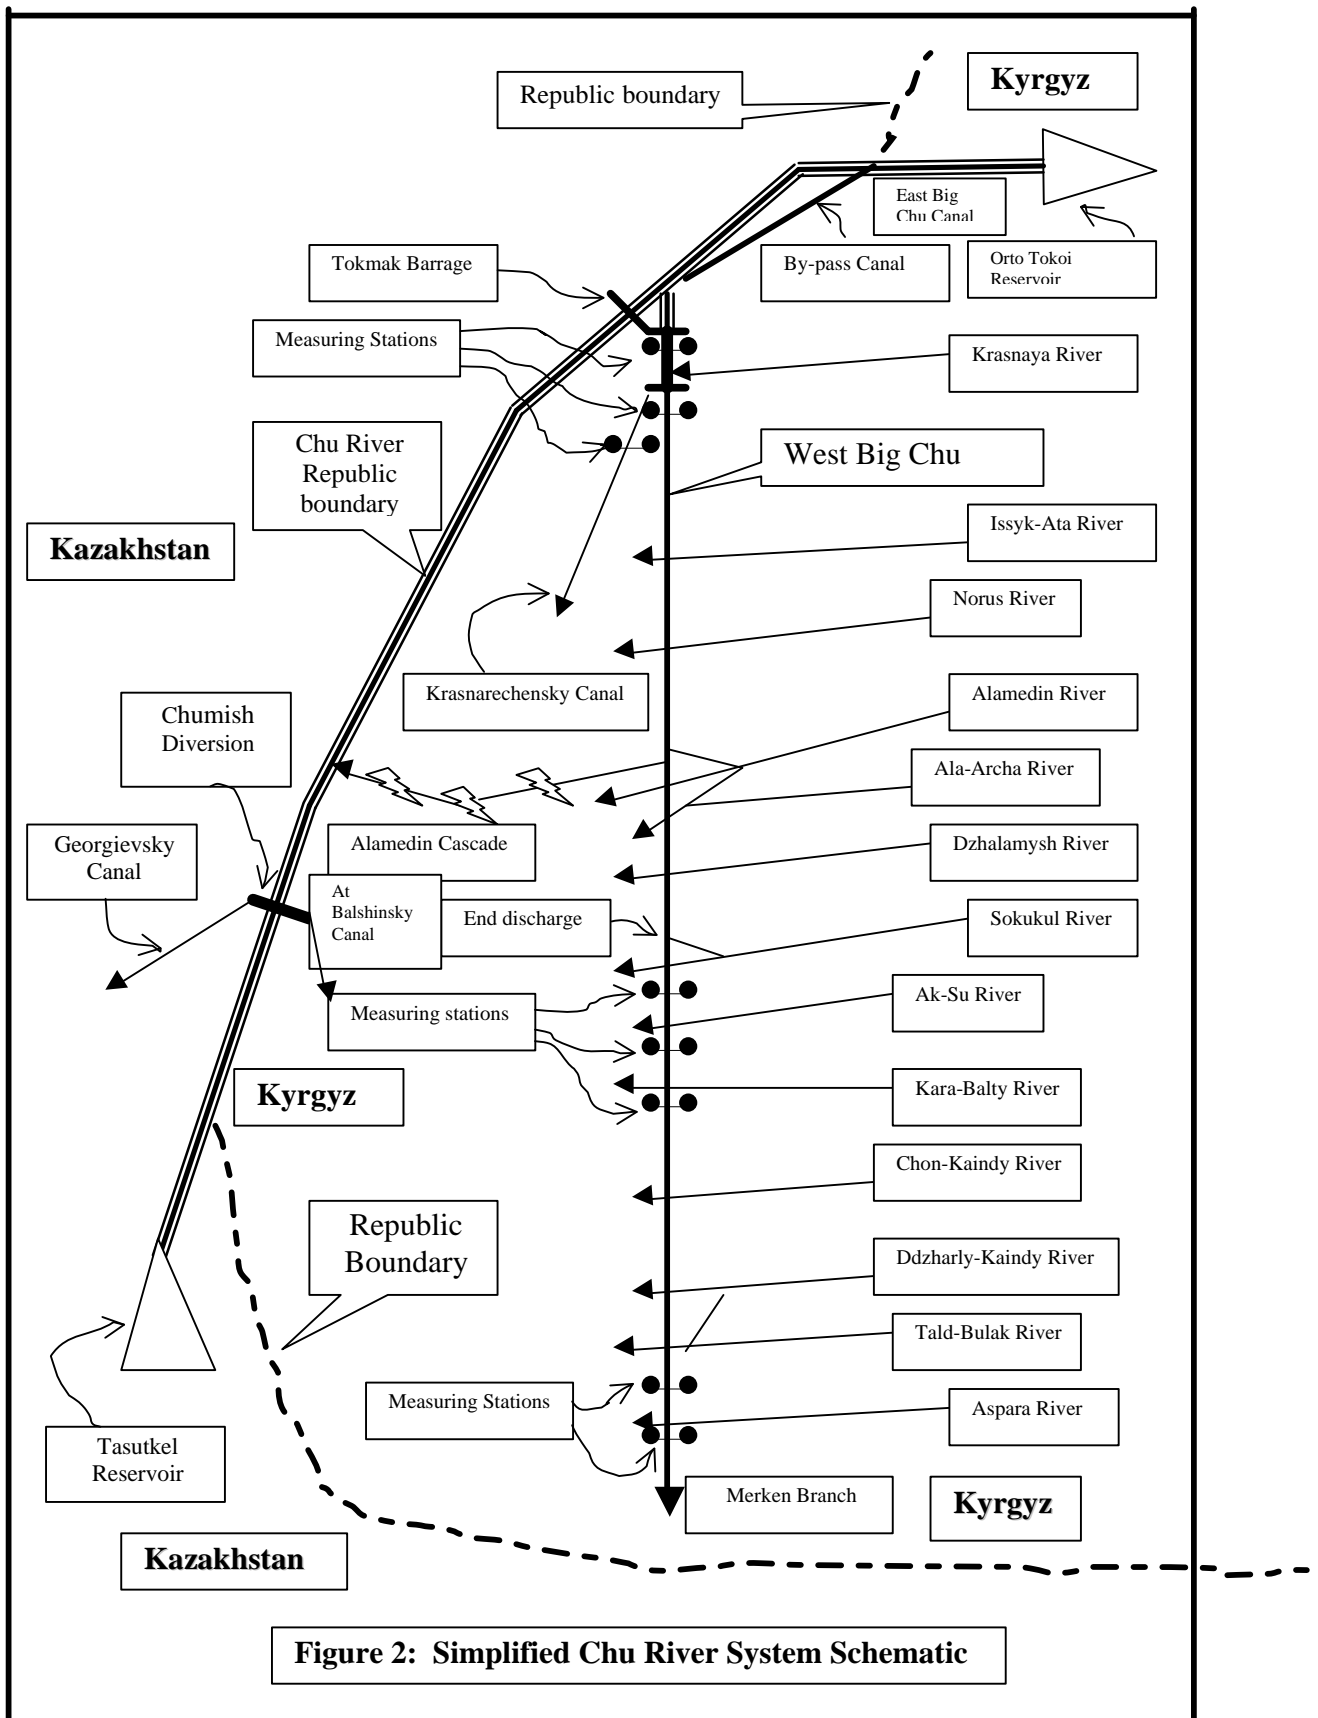 Kyrgyz
Republic boundary
East Big
Chu Canal
Tokmak Barrage
By-pass Canal
Orto Tokoi
Reservoir
Measuring Stations
Krasnaya River
Chu River
Republic
boundary
West Big Chu
Kazakhstan
Issyk-Ata River
Norus River
Krasnarechensky Canal
Alamedin River
Chumish
Diversion
Ala-Archa River
Georgievsky
Canal
Alamedin Cascade
Dzhalamysh River
At
Balshinsky
Canal
End discharge
Sokukul River
Measuring stations
Ak-Su River
Kyrgyz
Kara-Balty River
Chon-Kaindy River
Republic
Boundary
Ddzharly-Kaindy River
Tald-Bulak River
Measuring Stations
Aspara River
Tasutkel
Reservoir
Merken Branch
Kyrgyz
Kazakhstan
Figure 2:  Simplified Chu River System Schematic